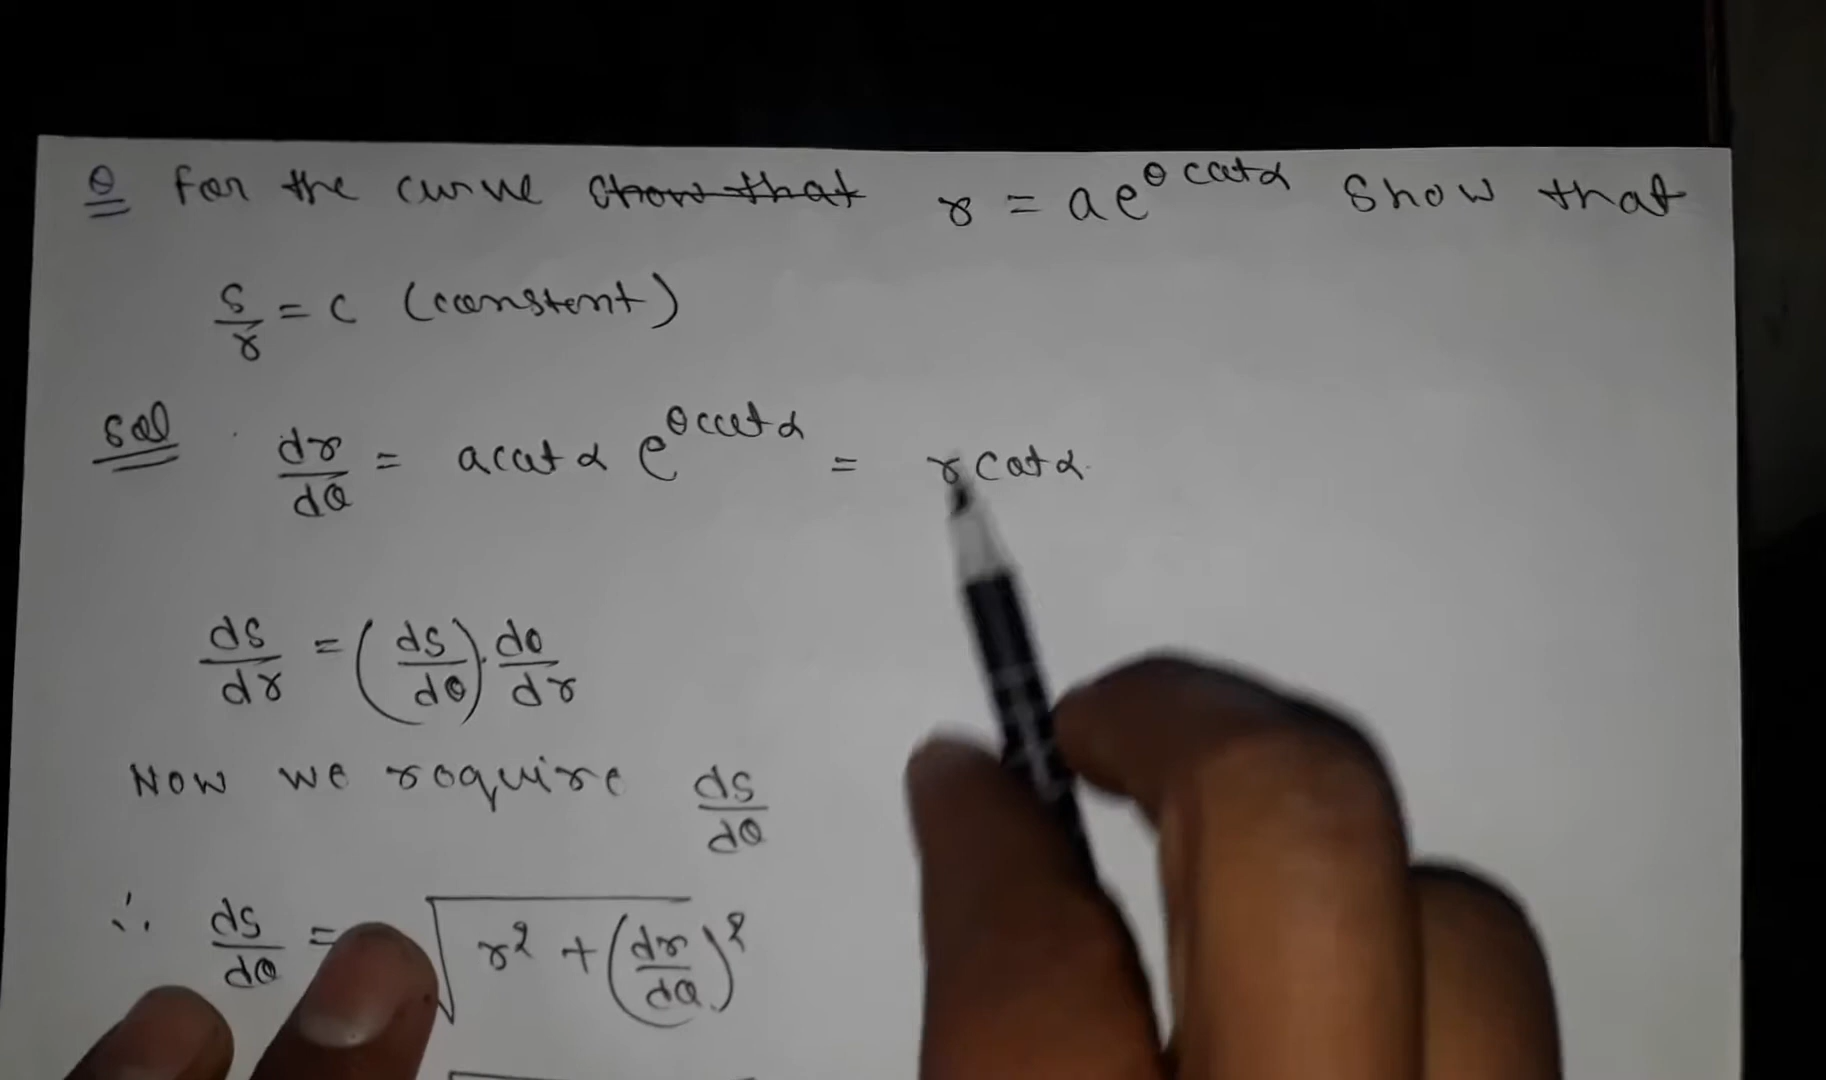 Q For the curve show that r = ae^θ cot α Show that
s/r = c (constent)
Sol dr/dθ = a cot α e^θ cot α = r cot α.
ds/dr = (ds/dθ). dθ/dr
Now we require ds/dθ
∴ ds/dθ = √r² + (dr/dθ)²